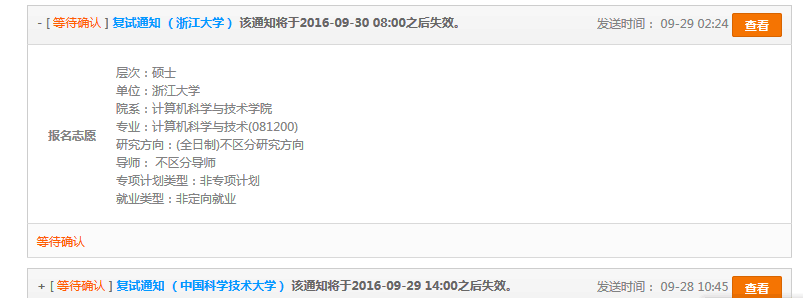 - [ 等待确认 ] 复试通知 （浙江大学） 该通知将于2016-09-30 08:00之后失效。 发送时间： 09-29 02:24 查看
层次：硕士
单位：浙江大学
院系：计算机科学与技术学院
专业：计算机科学与技术(081200)
报名志愿
研究方向：(全日制)不区分研究方向
导师： 不区分导师
专项计划类型：非专项计划
就业类型：非定向就业
等待确认
+ [ 等待确认 ] 复试通知 （中国科学技术大学） 该通知将于2016-09-29 14:00之后失效。 发送时间： 09-28 10:45 查看